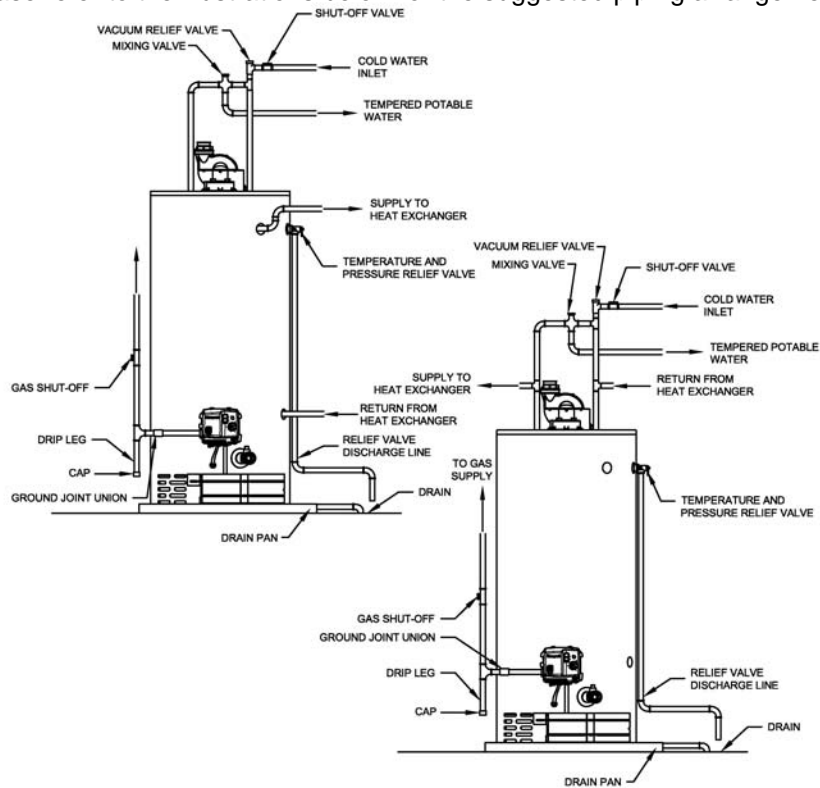 SHUT-OFF VALVE
VACUUM RELIEF VALVE
MIXING VALVE
COLD WATER
INLET
TEMPERED POTABLE
WATER
SUPPLY TO
HEAT EXCHANGER
TEMPERATURE AND
PRESSURE RELIEF VALVE
GAS SHUT-OFF
RETURN FROM
HEAT EXCHANGER
DRIP LEG
RELIEF VALVE
DISCHARGE LINE
CAP
GROUND JOINT UNION
DRAIN
DRAIN PAN
VACUUM RELIEF VALVE
MIXING VALVE
SHUT-OFF VALVE
COLD WATER
INLET
TEMPERED POTABLE
WATER
SUPPLY TO
HEAT EXCHANGER
RETURN FROM
HEAT EXCHANGER
TO GAS
SUPPLY
TEMPERATURE AND
PRESSURE RELIEF VALVE
GAS SHUT-OFF
GROUND JOINT UNION
DRIP LEG
RELIEF VALVE
DISCHARGE LINE
CAP
DRAIN
DRAIN PAN